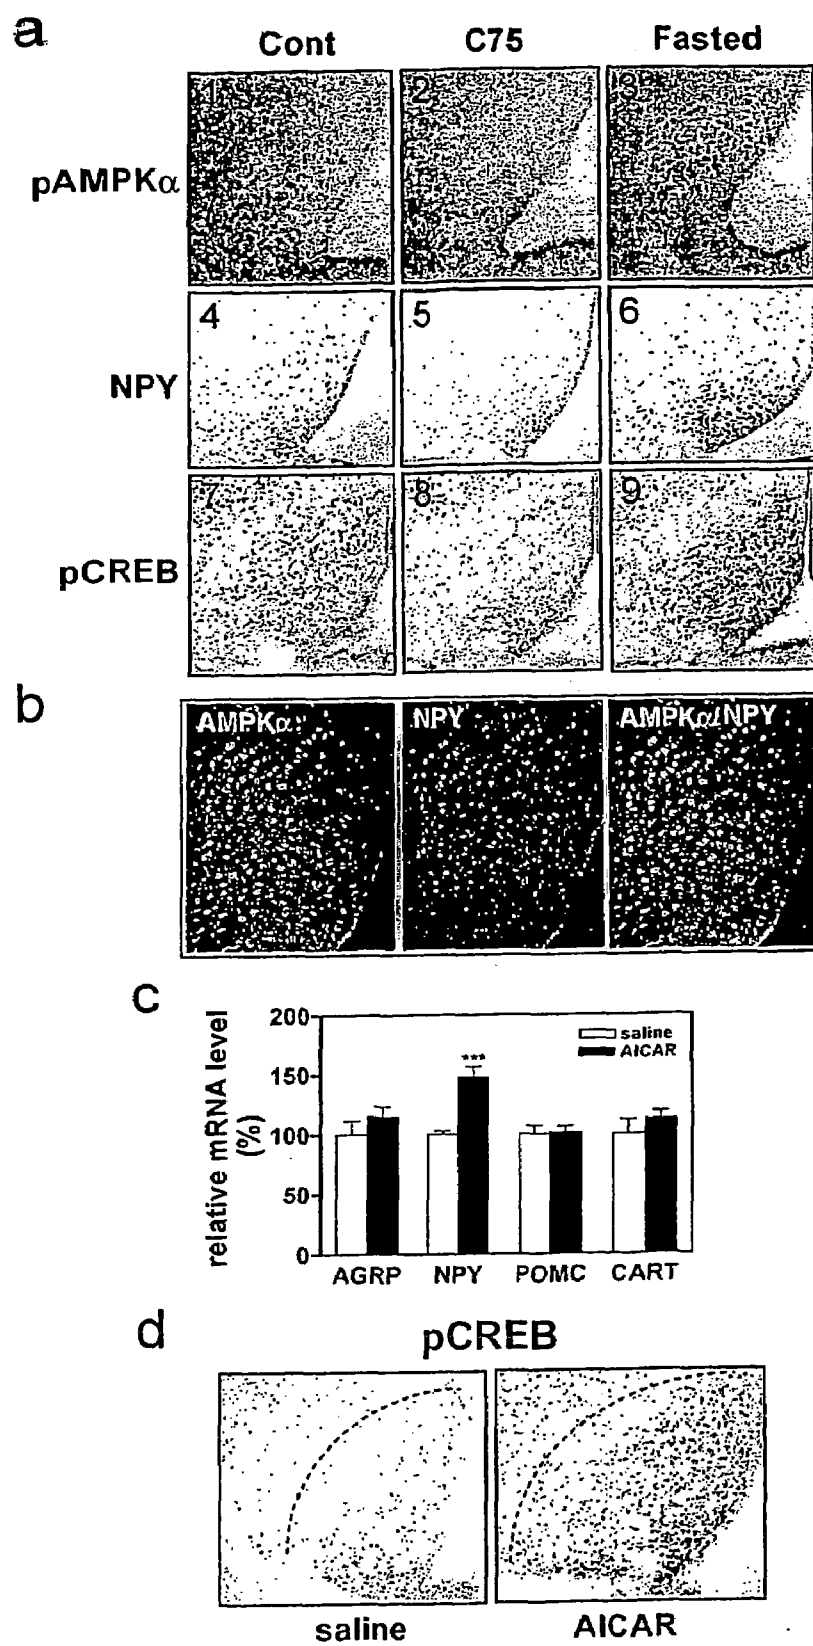 a
Cont C75 Fasted
pAMPKα
1 2 3
NPY
4 5 6
pCREB
7 8 9
b
AMPKα NPY AMPKα/NPY
c
relative mRNA level
(%)
200
150
100
50
0
saline
AICAR
***
AGRP NPY POMC CART
d
pCREB
saline AICAR